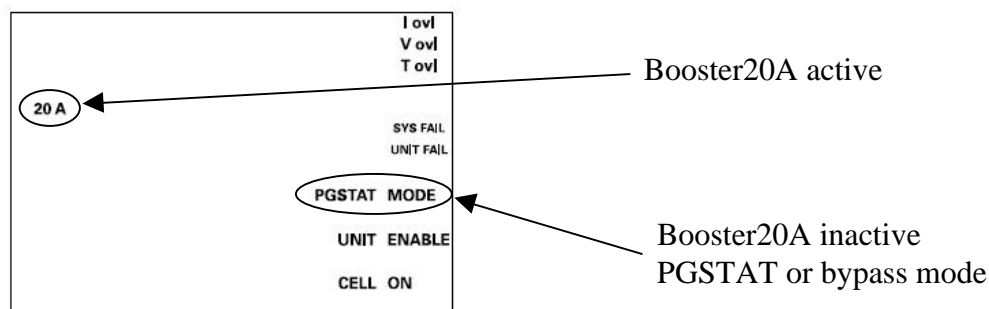 I ovl
V ovl
T ovl
Booster20A active
20 A
SYS FAIL
UNIT FAIL
PGSTAT MODE
UNIT ENABLE
CELL ON
Booster20A inactive
PGSTAT or bypass mode